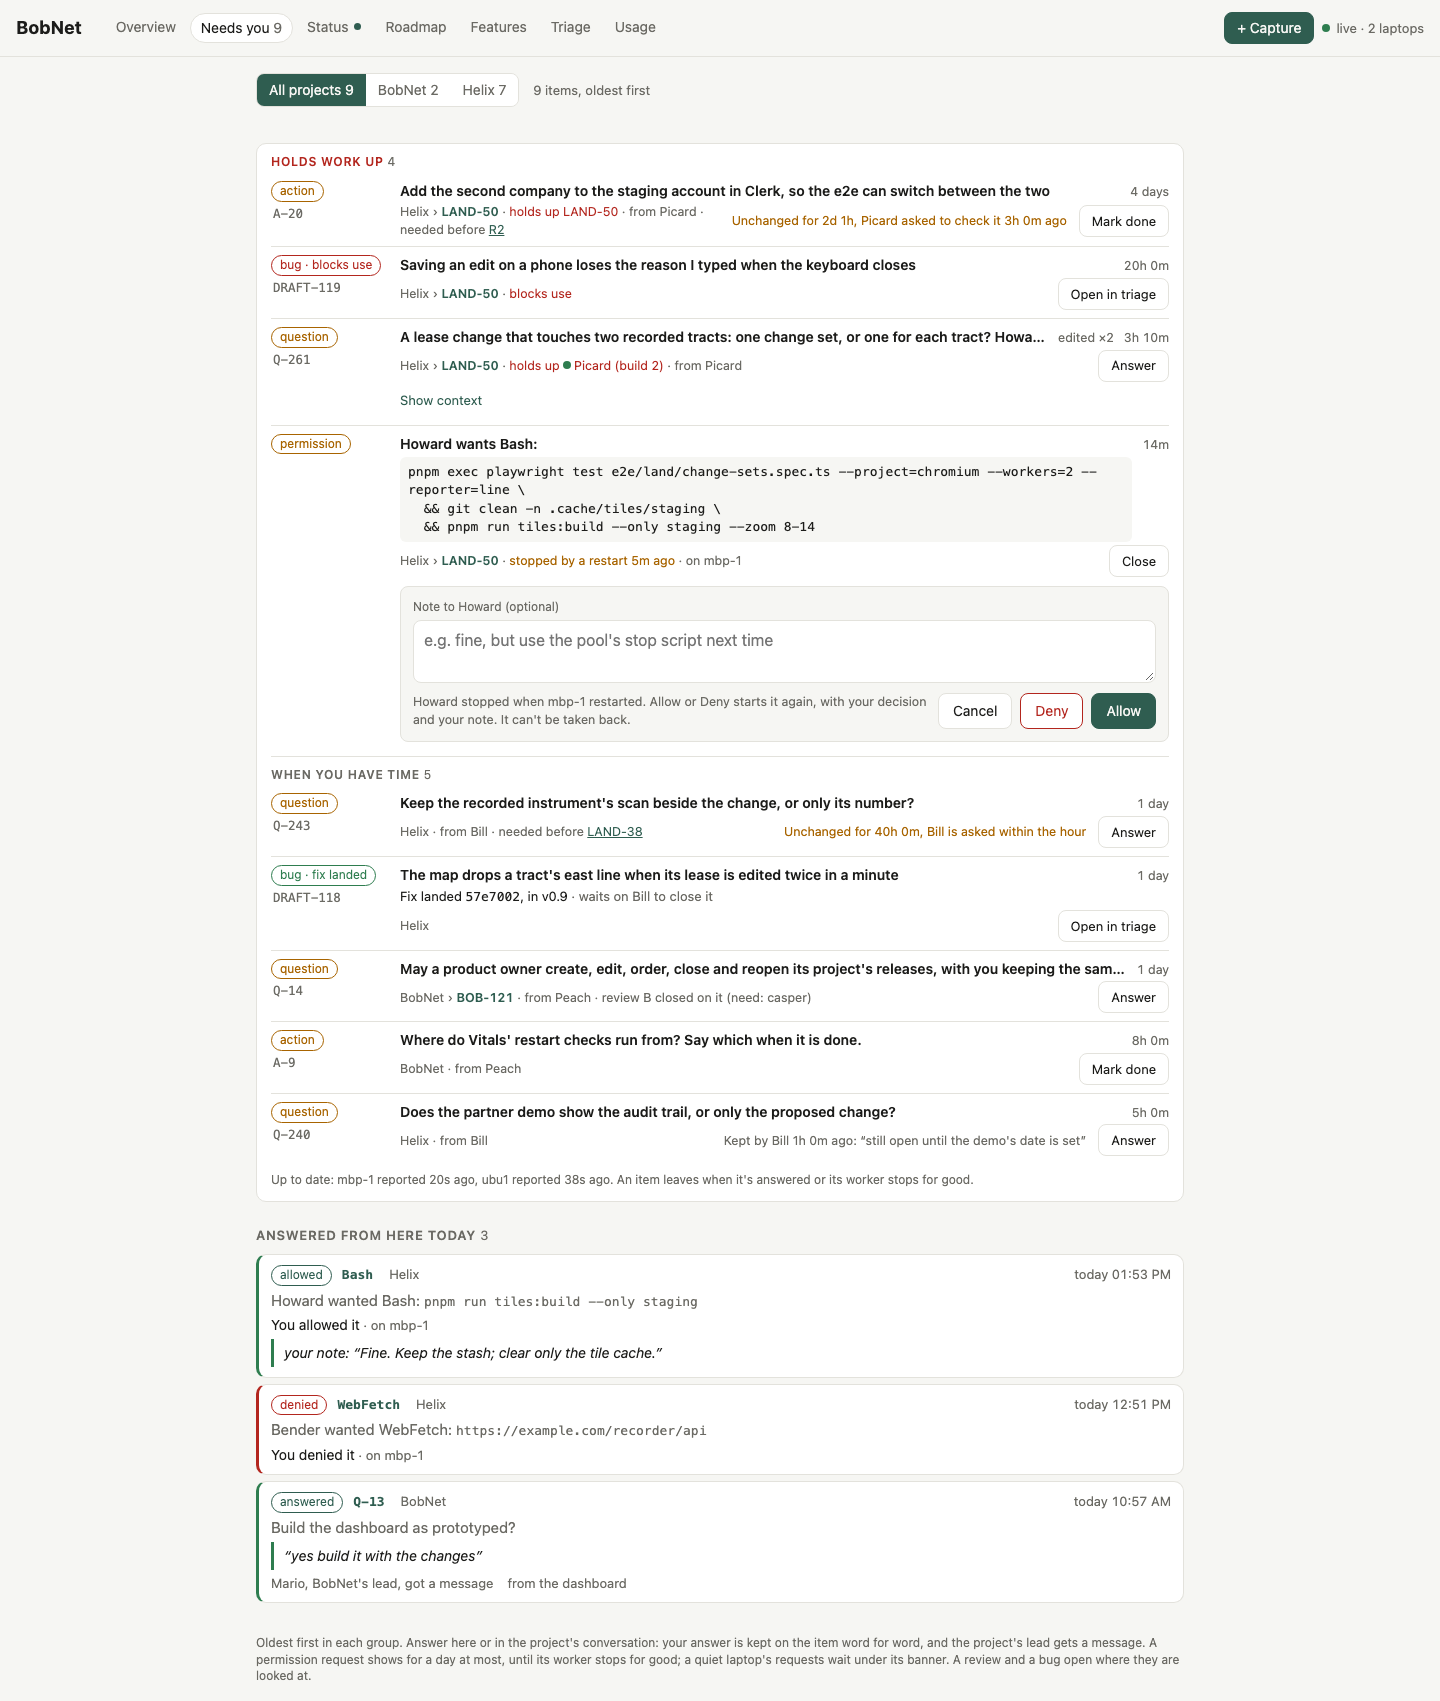 BobNet Overview Needs you 9 Status Roadmap Features Triage Usage + Capture live · 2 laptops
All projects 9 BobNet 2 Helix 7 9 items, oldest first
HOLDS WORK UP 4
action Add the second company to the staging account in Clerk, so the e2e can switch between the two 4 days
A-20 Helix › LAND-50 · holds up LAND-50 · from Picard ·
needed before R2 Unchanged for 2d 1h, Picard asked to check it 3h 0m ago Mark done
bug · blocks use Saving an edit on a phone loses the reason I typed when the keyboard closes 20h 0m
DRAFT-119 Helix › LAND-50 · blocks use Open in triage
question A lease change that touches two recorded tracts: one change set, or one for each tract? Howa... edited ×2 3h 10m
Q-261 Helix › LAND-50 · holds up Picard (build 2) · from Picard Answer
Show context
permission Howard wants Bash: 14m
pnpm exec playwright test e2e/land/change-sets.spec.ts --project=chromium --workers=2 --
reporter=line \
&& git clean -n .cache/tiles/staging \
&& pnpm run tiles:build --only staging --zoom 8-14
Helix › LAND-50 · stopped by a restart 5m ago · on mbp-1 Close
Note to Howard (optional)
e.g. fine, but use the pool's stop script next time
Howard stopped when mbp-1 restarted. Allow or Deny starts it again, with your decision
and your note. It can't be taken back. Cancel Deny Allow
WHEN YOU HAVE TIME 5
question Keep the recorded instrument's scan beside the change, or only its number? 1 day
Q-243 Helix · from Bill · needed before LAND-38 Unchanged for 40h 0m, Bill is asked within the hour Answer
bug · fix landed The map drops a tract's east line when its lease is edited twice in a minute 1 day
DRAFT-118 Fix landed 57e7002, in v0.9 · waits on Bill to close it
Helix Open in triage
question May a product owner create, edit, order, close and reopen its project's releases, with you keeping the sam... 1 day
Q-14 BobNet › BOB-121 · from Peach · review B closed on it (need: casper) Answer
action Where do Vitals' restart checks run from? Say which when it is done. 8h 0m
A-9 BobNet · from Peach Mark done
question Does the partner demo show the audit trail, or only the proposed change? 5h 0m
Q-240 Helix · from Bill Kept by Bill 1h 0m ago: “still open until the demo's date is set” Answer
Up to date: mbp-1 reported 20s ago, ubu1 reported 38s ago. An item leaves when it's answered or its worker stops for good.
ANSWERED FROM HERE TODAY 3
allowed Bash Helix today 01:53 PM
Howard wanted Bash: pnpm run tiles:build --only staging
You allowed it · on mbp-1
your note: “Fine. Keep the stash; clear only the tile cache.”
denied WebFetch Helix today 12:51 PM
Bender wanted WebFetch: https://example.com/recorder/api
You denied it · on mbp-1
answered Q-13 BobNet today 10:57 AM
Build the dashboard as prototyped?
“yes build it with the changes”
Mario, BobNet's lead, got a message from the dashboard
Oldest first in each group. Answer here or in the project's conversation: your answer is kept on the item word for word, and the project's lead gets a message. A
permission request shows for a day at most, until its worker stops for good; a quiet laptop's requests wait under its banner. A review and a bug open where they are
looked at.